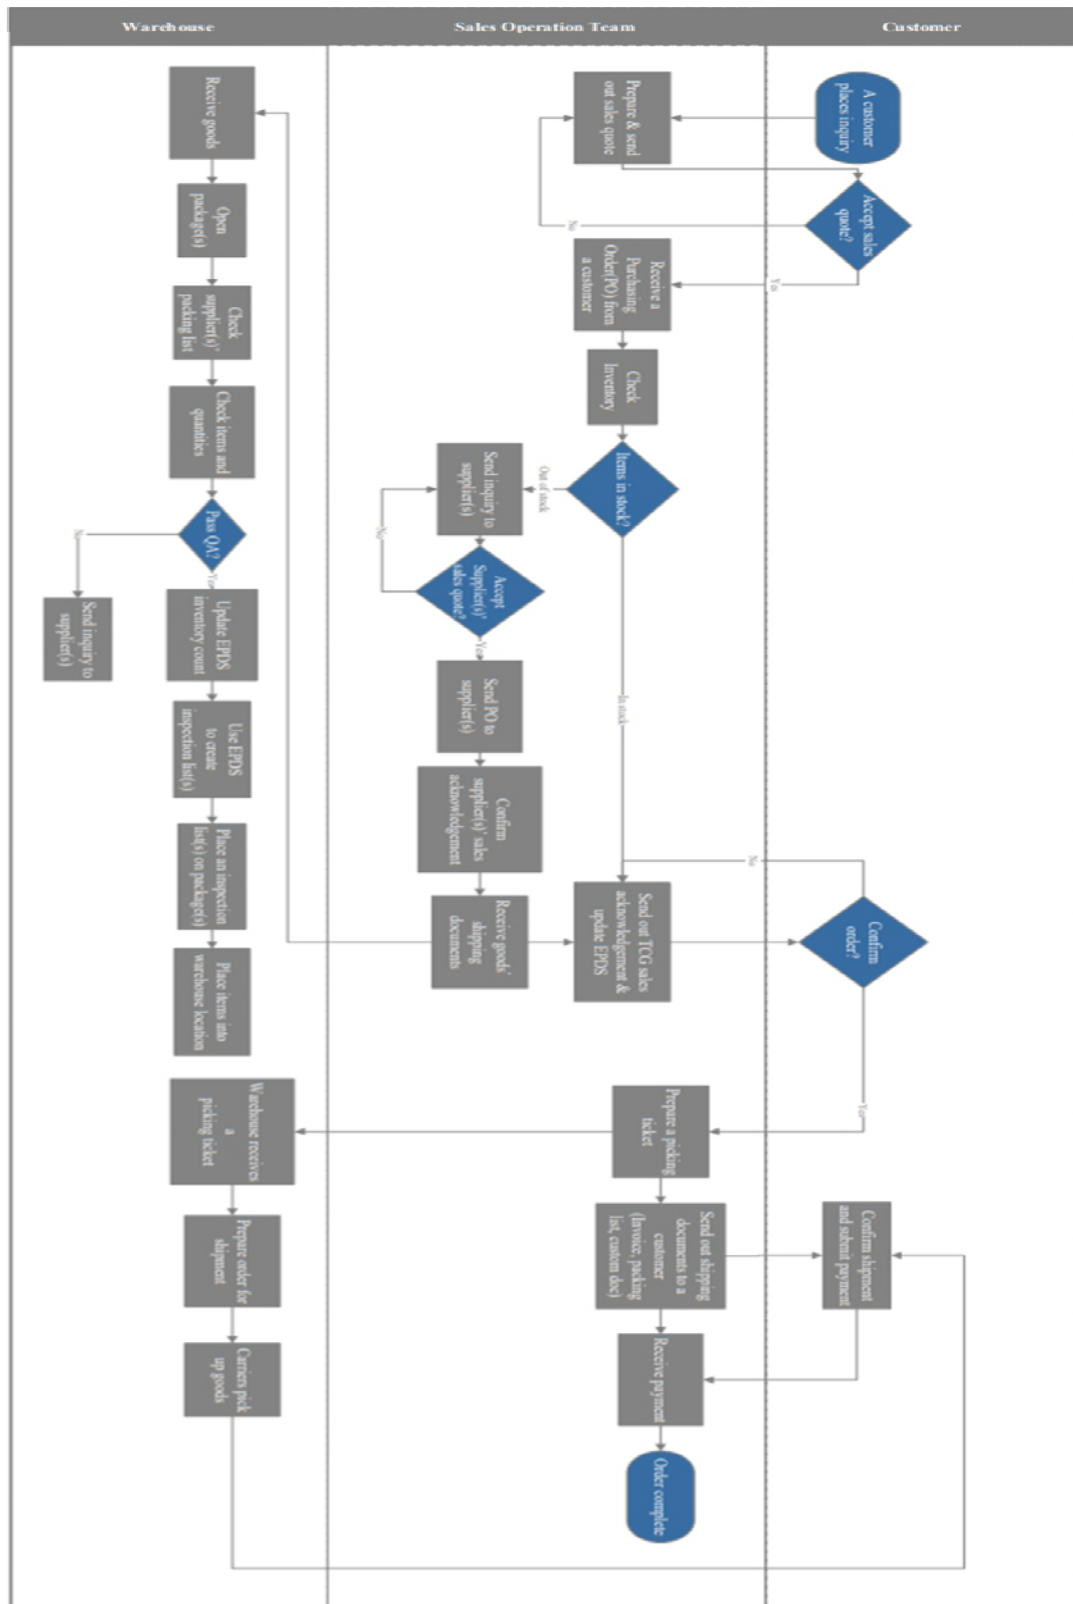 Warehouse
Sales Operation Team
Customer
A customer
places inquiry
Prepare & send
out sales quote
Accept sales
quote?
No
Yes
Receive a
Purchasing
Order(PO) from
a customer
Check
Inventory
Items in stock?
Out of stock
In stock
Send inquiry to
supplier(s)
Accept
Supplier(s)'
sales quote?
No
Yes
Send PO to
supplier(s)
Confirm
supplier(s)' sales
acknowledgement
Receive goods'
shipping
documents
Send out TCG sales
acknowledgement &
update EPDS
Confirm
order?
No
Yes
Receive goods
Open
package(s)
Check
supplier(s)'
packing list
Check items and
quantities
Pass QA?
No
Yes
Send inquiry to
supplier(s)
Update EPDS
inventory count
Use EPDS
to create
inspection list(s)
Place an inspection
list(s) on package(s)
Place items into
warehouse location
Prepare a picking
ticket
Warehouse receives
a
picking ticket
Prepare order for
shipment
Carriers pick
up goods
Send out shipping
documents to a
customer
(Invoice, packing
list, custom doc)
Confirm shipment
and submit payment
Receive payment
Order complete